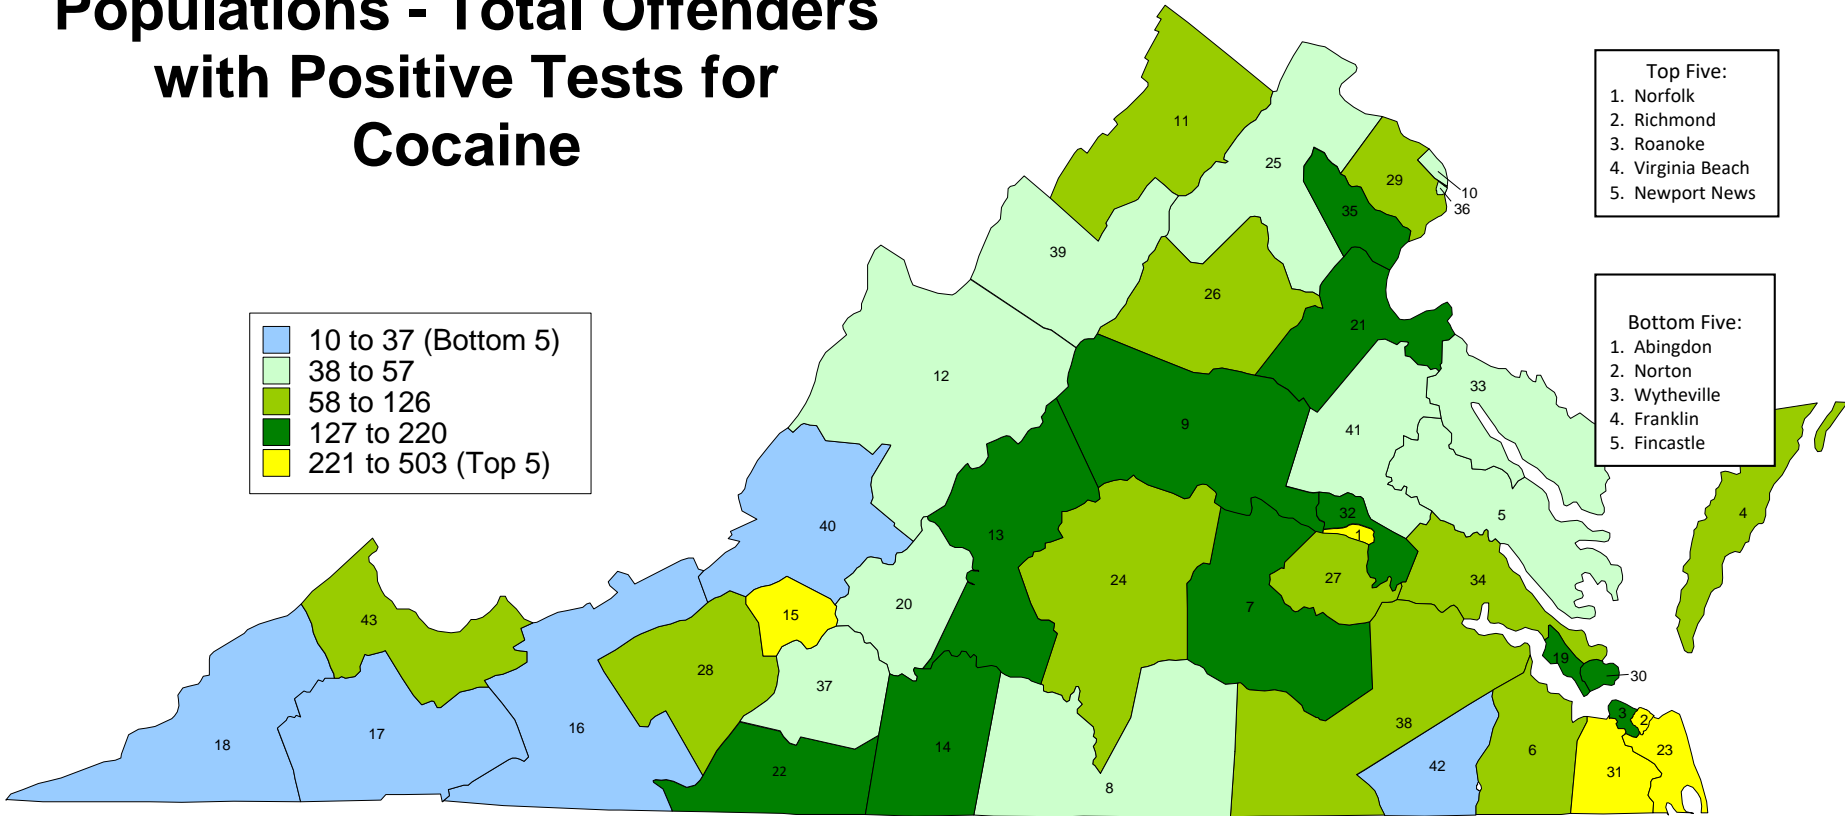 Populations - Total Offenders
with Positive Tests for
Cocaine
Top Five:
1. Norfolk
2. Richmond
3. Roanoke
4. Virginia Beach
5. Newport News
Bottom Five:
1. Abingdon
2. Norton
3. Wytheville
4. Franklin
5. Fincastle
10 to 37 (Bottom 5)
38 to 57
58 to 126
127 to 220
221 to 503 (Top 5)
11
25
29
10
36
35
39
26
21
12
33
9
41
4
32
5
40
13
1
24
27
34
20
7
15
43
19
28
30
37
3
2
38
16
17
18
14
6
23
42
31
22
8